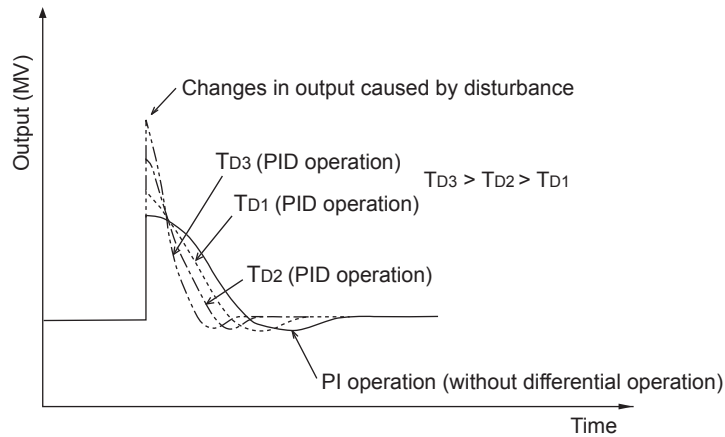 Output (MV)
Changes in output caused by disturbance
TD3 (PID operation)
TD3 > TD2 > TD1
TD1 (PID operation)
TD2 (PID operation)
PI operation (without differential operation)
Time